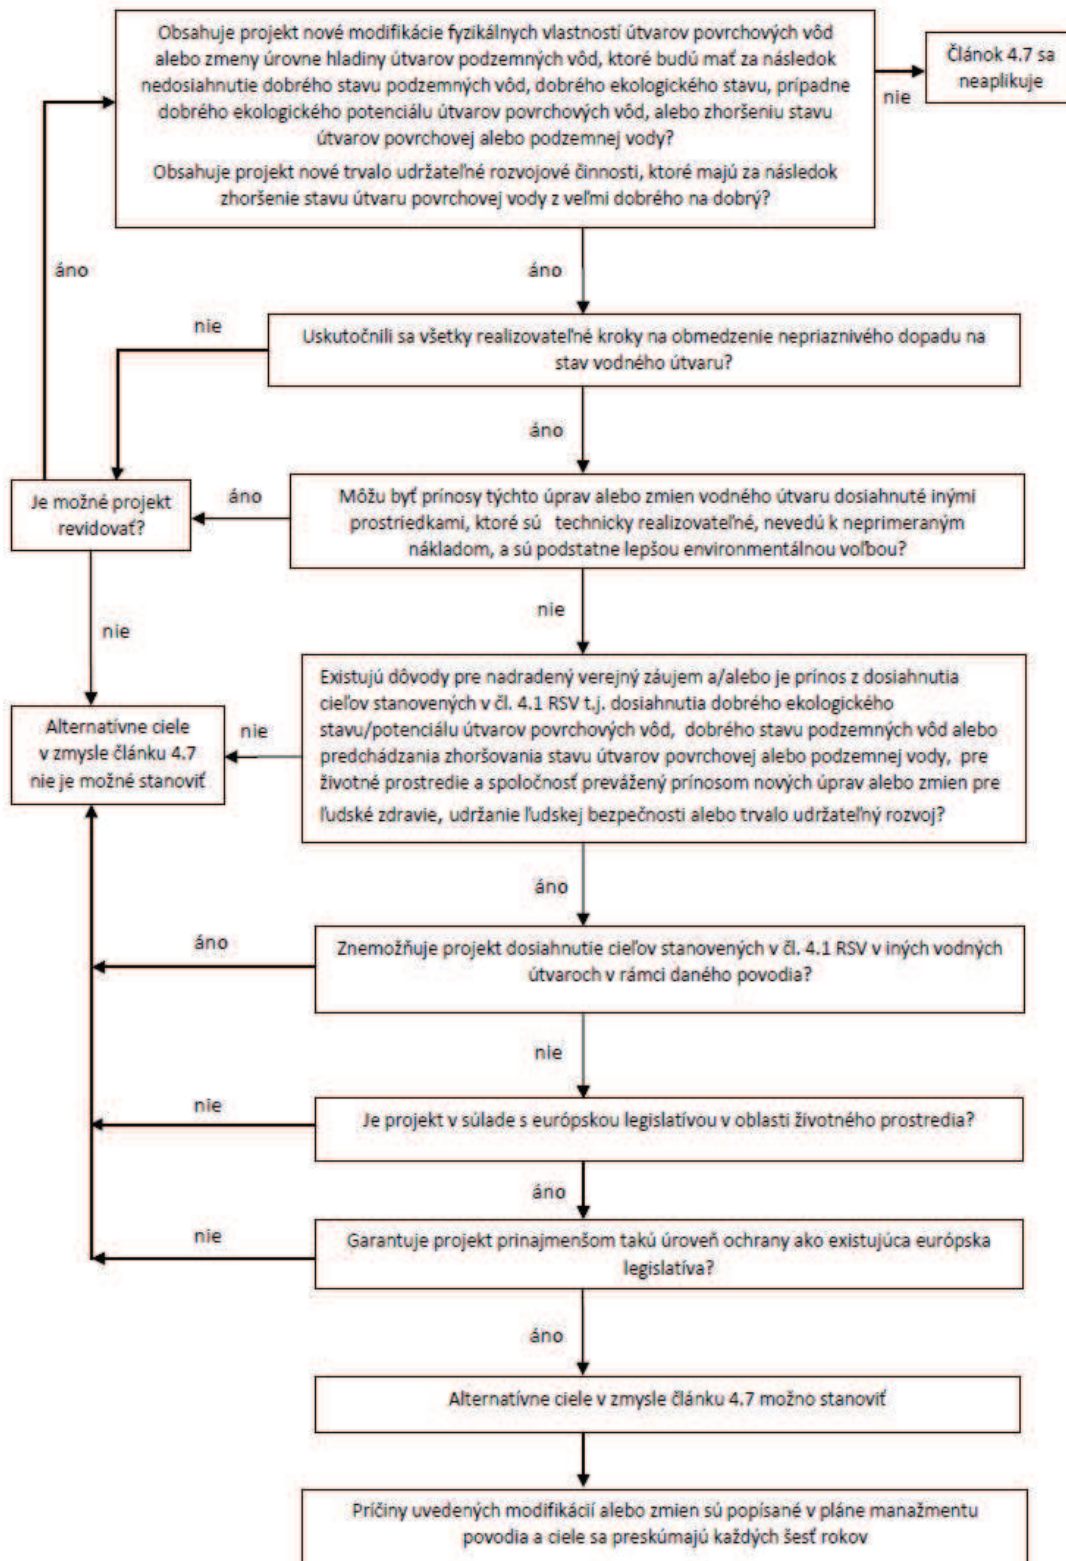 Obsahuje projekt nové modifikácie fyzikálnych vlastností útvarov povrchových vôd
alebo zmeny úrovne hladiny útvarov podzemných vôd, ktoré budú mať za následok
nedosiahnutie dobrého stavu podzemných vôd, dobrého ekologického stavu, prípadne
dobrého ekologického potenciálu útvarov povrchových vôd, alebo zhoršeniu stavu
útvarov povrchovej alebo podzemnej vody?
Obsahuje projekt nové trvalo udržateľné rozvojové činnosti, ktoré majú za následok
zhoršenie stavu útvaru povrchovej vody z veľmi dobrého na dobrý?
nie
Článok 4.7 sa
neaplikuje
áno
áno
nie
Uskutočnili sa všetky realizovateľné kroky na obmedzenie nepriaznivého dopadu na
stav vodného útvaru?
áno
Je možné projekt
revidovať?
áno
Môžu byť prínosy týchto úprav alebo zmien vodného útvaru dosiahnuté inými
prostriedkami, ktoré sú technicky realizovateľné, nevedú k neprimeraným
nákladom, a sú podstatne lepšou environmentálnou voľbou?
nie
nie
Existujú dôvody pre nadradený verejný záujem a/alebo je prínos z dosiahnutia
cieľov stanovených v čl. 4.1 RSV t.j. dosiahnutia dobrého ekologického
stavu/potenciálu útvarov povrchových vôd, dobrého stavu podzemných vôd alebo
predchádzania zhoršovania stavu útvarov povrchovej alebo podzemnej vody, pre
životné prostredie a spoločnosť prevážený prínosom nových úprav alebo zmien pre
ľudské zdravie, udržanie ľudskej bezpečnosti alebo trvalo udržateľný rozvoj?
nie
Alternatívne ciele
v zmysle článku 4.7
nie je možné stanoviť
áno
áno
Znemožňuje projekt dosiahnutie cieľov stanovených v čl. 4.1 RSV v iných vodných
útvaroch v rámci daného povodia?
nie
nie
Je projekt v súlade s európskou legislatívou v oblasti životného prostredia?
áno
nie
Garantuje projekt prinajmenšom takú úroveň ochrany ako existujúca európska
legislatíva?
áno
Alternatívne ciele v zmysle článku 4.7 možno stanoviť
Príčiny uvedených modifikácií alebo zmien sú popísané v pláne manažmentu
povodia a ciele sa preskúmajú každých šesť rokov